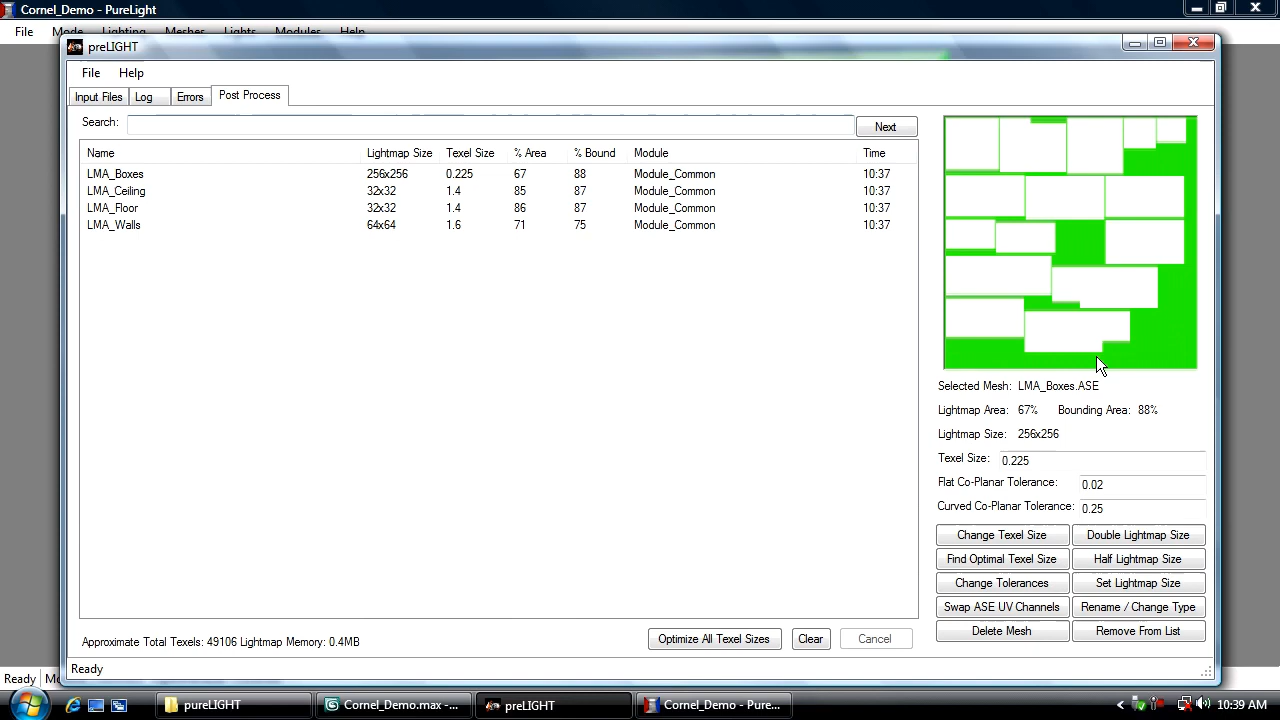 Cornel_Demo - PureLight
File Mode Lighting Meshes Lights Modules Help
preLIGHT
File Help
Input Files Log Errors Post Process
Search: Next
Name Lightmap Size Texel Size % Area % Bound Module Time
LMA_Boxes 256x256 0.225 67 88 Module_Common 10:37
LMA_Ceiling 32x32 1.4 85 87 Module_Common 10:37
LMA_Floor 32x32 1.4 86 87 Module_Common 10:37
LMA_Walls 64x64 1.6 71 75 Module_Common 10:37
Selected Mesh: LMA_Boxes.ASE
Lightmap Area: 67% Bounding Area: 88%
Lightmap Size: 256x256
Texel Size: 0.225
Flat Co-Planar Tolerance: 0.02
Curved Co-Planar Tolerance: 0.25
Change Texel Size Double Lightmap Size
Find Optimal Texel Size Half Lightmap Size
Change Tolerances Set Lightmap Size
Swap ASE UV Channels Rename / Change Type
Delete Mesh Remove From List
Approximate Total Texels: 49106 Lightmap Memory: 0.4MB Optimize All Texel Sizes Clear Cancel
Ready
Ready
pureLIGHT Cornel_Demo.max -... preLIGHT Cornel_Demo - Pure... 10:39 AM